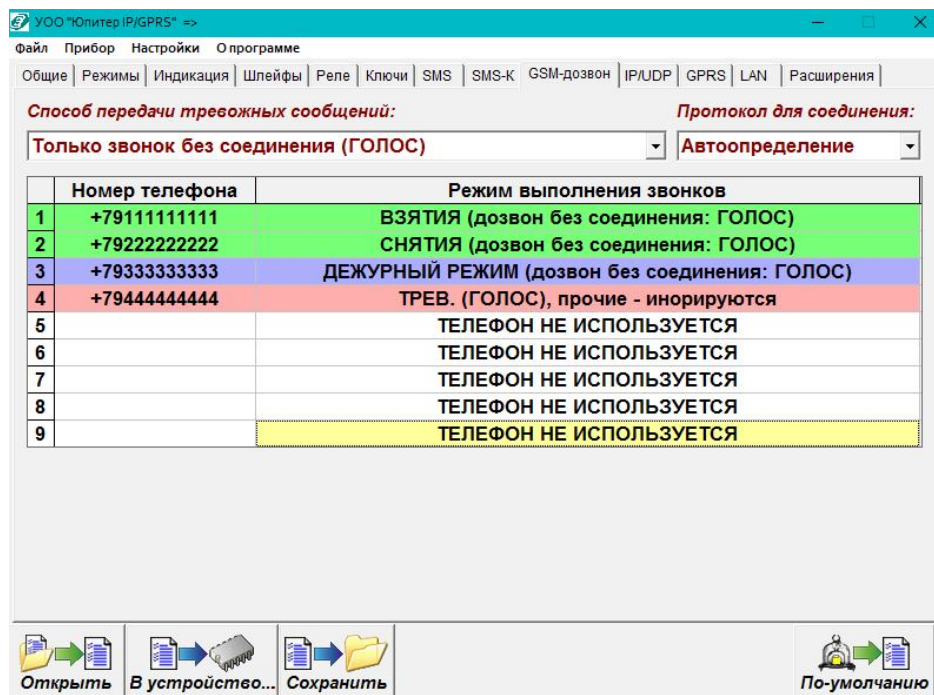 УОО "Юпитер IP/GPRS" =>
Файл Прибор Настройки О программе
Общие Режимы Индикация Шлейфы Реле Ключи SMS SMS-К GSM-дозвон IP/UDP GPRS LAN Расширения
Способ передачи тревожных сообщений: Протокол для соединения:
Только звонок без соединения (ГОЛОС) Автоопределение
Номер телефона Режим выполнения звонков
1 +79111111111 ВЗЯТИЯ (дозвон без соединения: ГОЛОС)
2 +79222222222 СНЯТИЯ (дозвон без соединения: ГОЛОС)
3 +79333333333 ДЕЖУРНЫЙ РЕЖИМ (дозвон без соединения: ГОЛОС)
4 +79444444444 ТРЕВ. (ГОЛОС), прочие - инорируются
5 ТЕЛЕФОН НЕ ИСПОЛЬЗУЕТСЯ
6 ТЕЛЕФОН НЕ ИСПОЛЬЗУЕТСЯ
7 ТЕЛЕФОН НЕ ИСПОЛЬЗУЕТСЯ
8 ТЕЛЕФОН НЕ ИСПОЛЬЗУЕТСЯ
9 ТЕЛЕФОН НЕ ИСПОЛЬЗУЕТСЯ
Открыть В устройство... Сохранить По-умолчанию